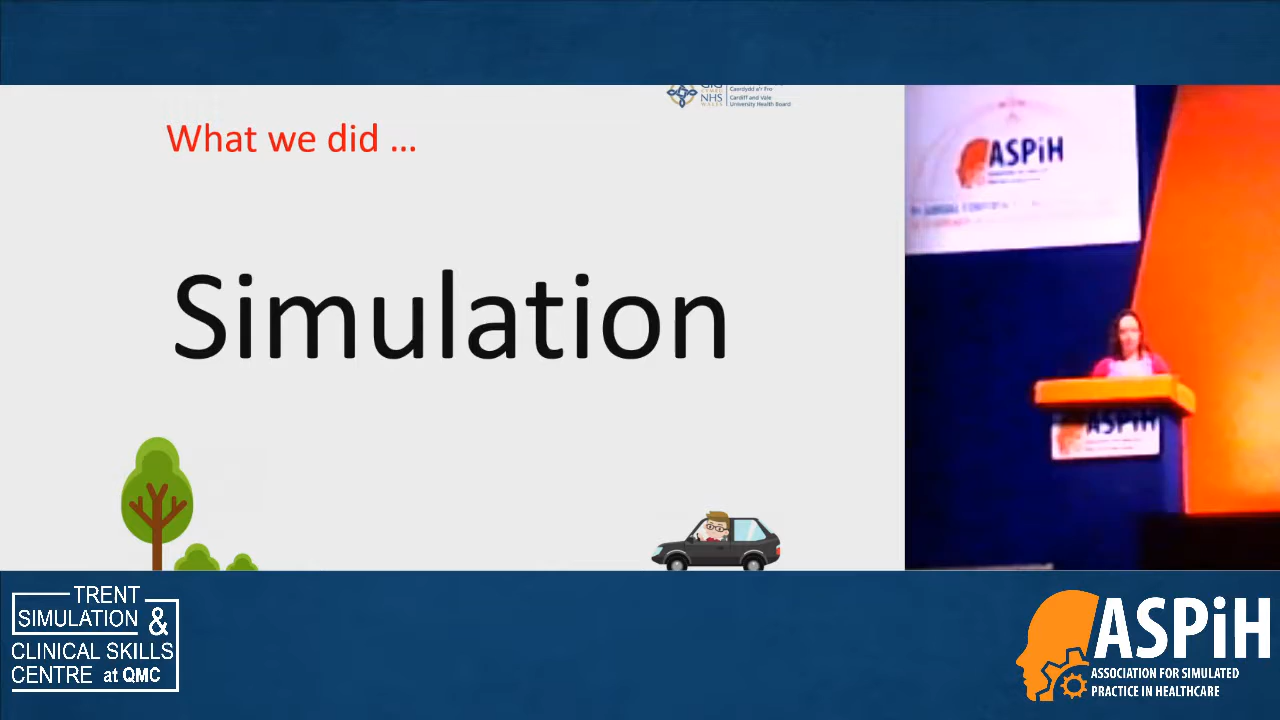 Caerdydd a'r Fro
NHS
WALES
Cardiff and Vale
University Health Board
What we did ...
Simulation
ASPiH
ASPiH
TRENT
SIMULATION &
CLINICAL SKILLS
CENTRE at QMC
ASPiH
ASSOCIATION FOR SIMULATED
PRACTICE IN HEALTHCARE